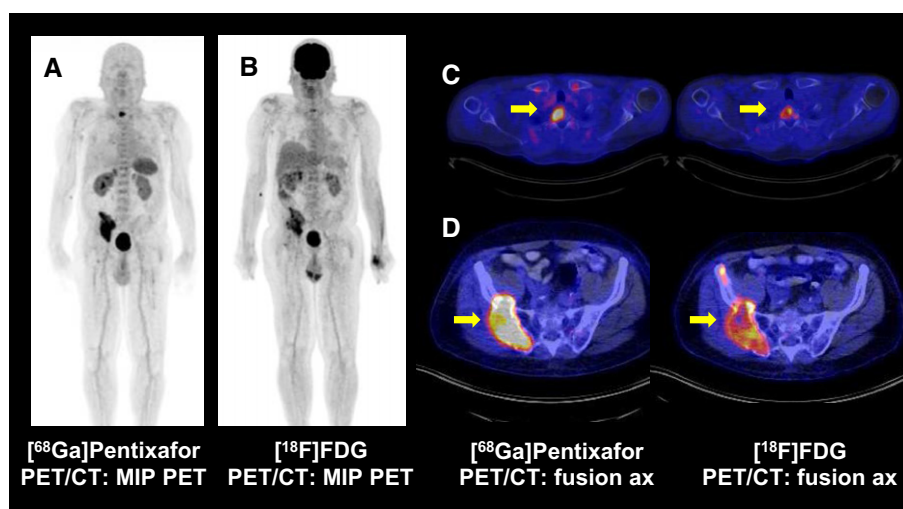 A
B
C
D
[⁶⁸Ga]Pentixafor
PET/CT: MIP PET
[¹⁸F]FDG
PET/CT: MIP PET
[⁶⁸Ga]Pentixafor
PET/CT: fusion ax
[¹⁸F]FDG
PET/CT: fusion ax